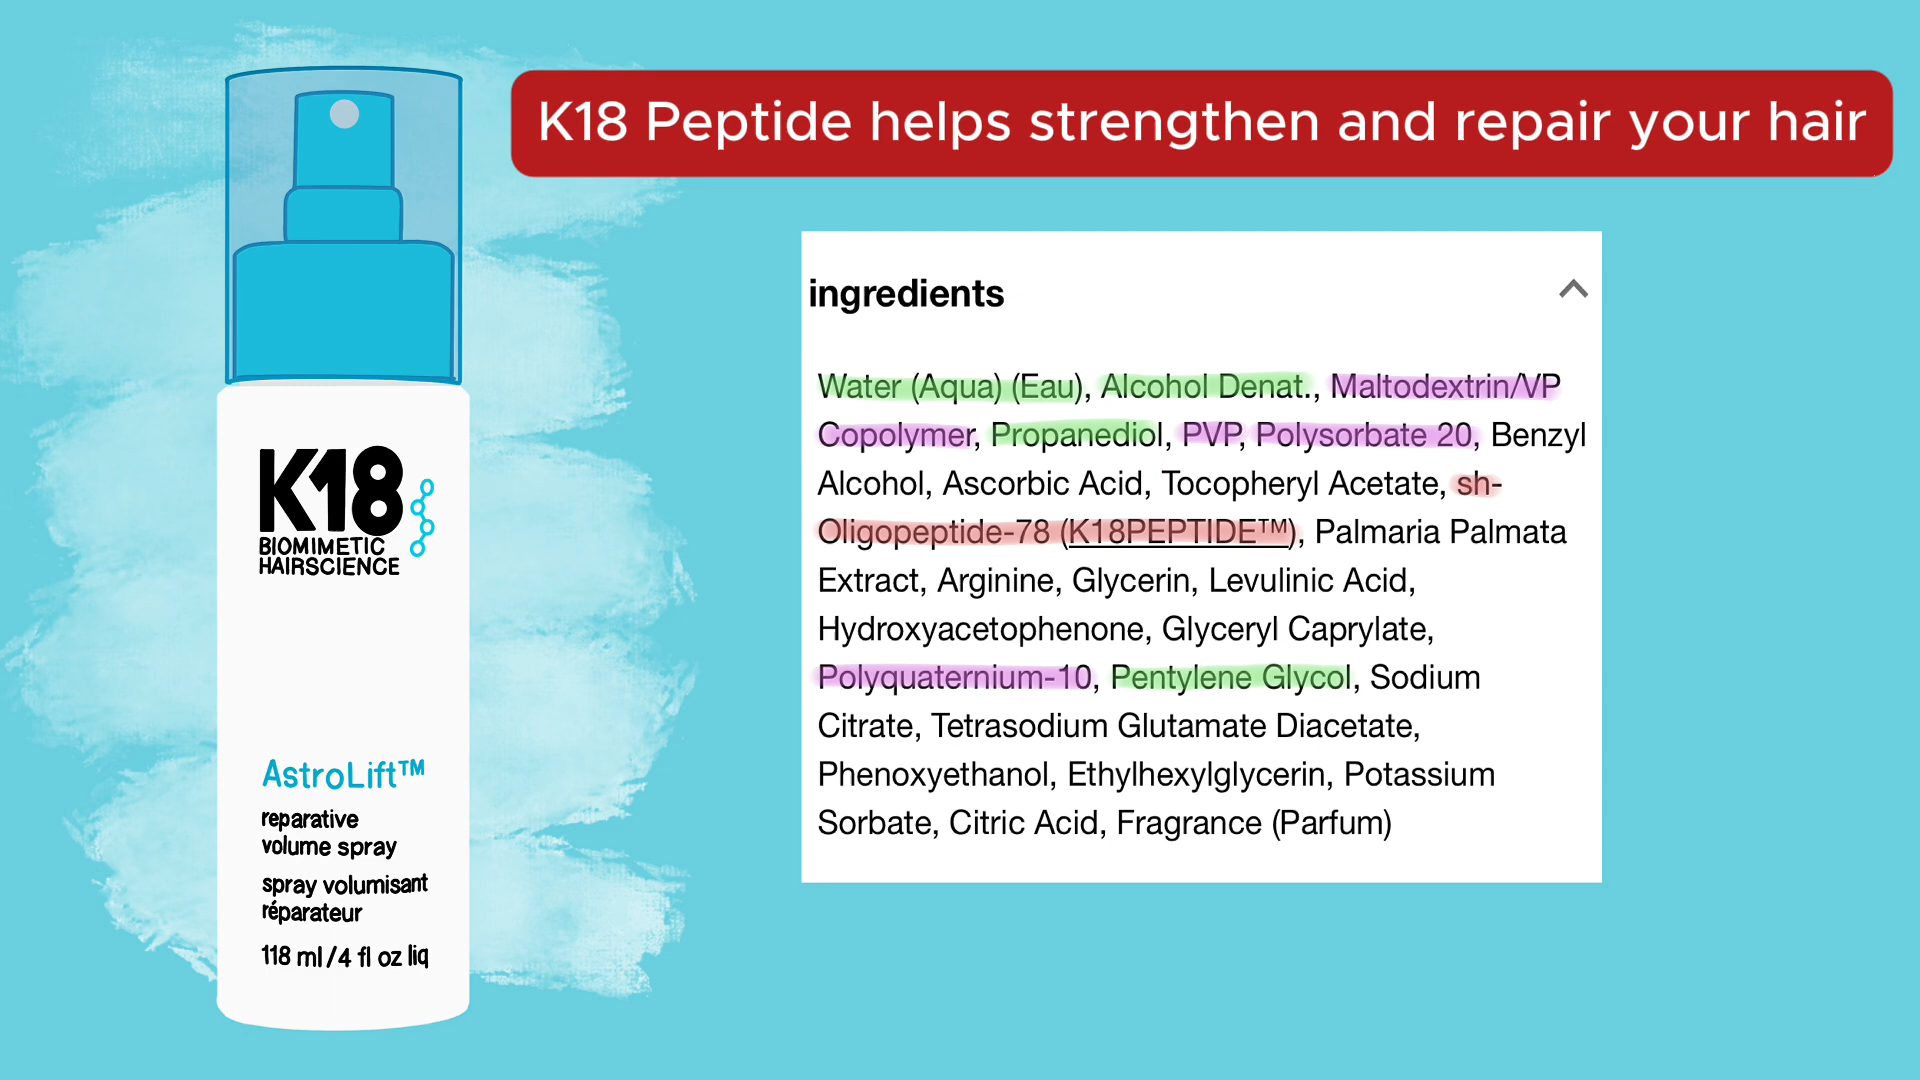 K18 Peptide helps strengthen and repair your hair
K18
BIOMIMETIC
HAIRSCIENCE
AstroLift™
reparative
volume spray
spray volumisant
réparateur
118 ml/4 fl oz liq
ingredients
Water (Aqua) (Eau), Alcohol Denat., Maltodextrin/VP
Copolymer, Propanediol, PVP, Polysorbate 20, Benzyl
Alcohol, Ascorbic Acid, Tocopheryl Acetate, sh-
Oligopeptide-78 (K18PEPTIDE™), Palmaria Palmata
Extract, Arginine, Glycerin, Levulinic Acid,
Hydroxyacetophenone, Glyceryl Caprylate,
Polyquaternium-10, Pentylene Glycol, Sodium
Citrate, Tetrasodium Glutamate Diacetate,
Phenoxyethanol, Ethylhexylglycerin, Potassium
Sorbate, Citric Acid, Fragrance (Parfum)